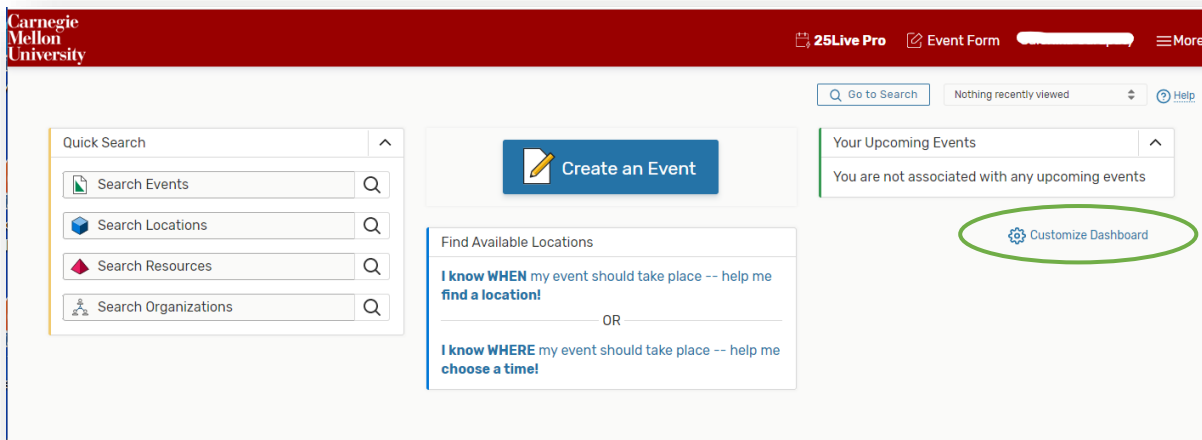 Carnegie
Mellon
University
25Live Pro
Event Form
More
Go to Search
Nothing recently viewed
Help
Quick Search
Search Events
Search Locations
Search Resources
Search Organizations
Create an Event
Find Available Locations
I know WHEN my event should take place -- help me
find a location!
OR
I know WHERE my event should take place -- help me
choose a time!
Your Upcoming Events
You are not associated with any upcoming events
Customize Dashboard